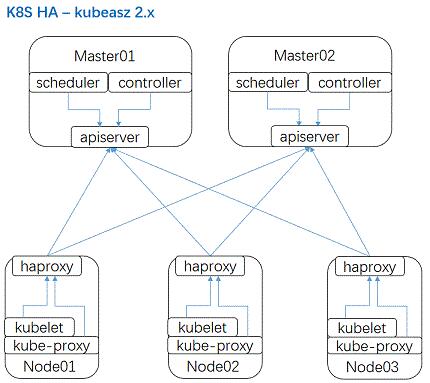 K8S HA – kubeasz 2.x
Master01
Master02
scheduler
controller
scheduler
controller
apiserver
apiserver
haproxy
haproxy
haproxy
kubelet
kubelet
kubelet
kube-proxy
kube-proxy
kube-proxy
Node01
Node02
Node03